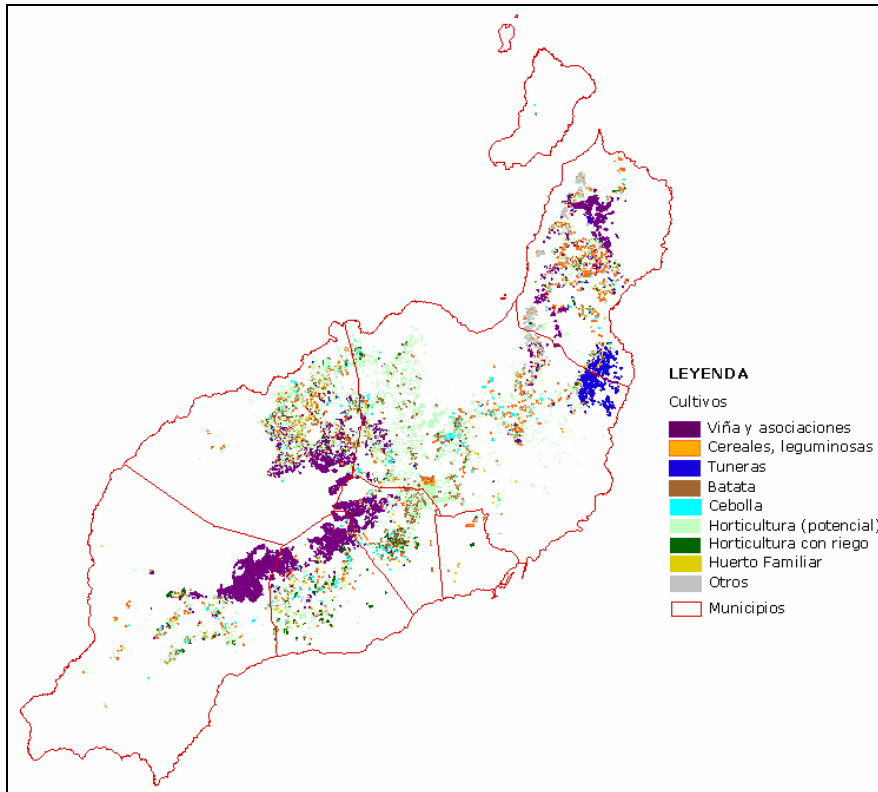 LEYENDA
Cultivos
Viña y asociaciones
Cereales, leguminosas
Tuneras
Batata
Cebolla
Horticultura (potencial)
Horticultura con riego
Huerto Familiar
Otros
Municipios